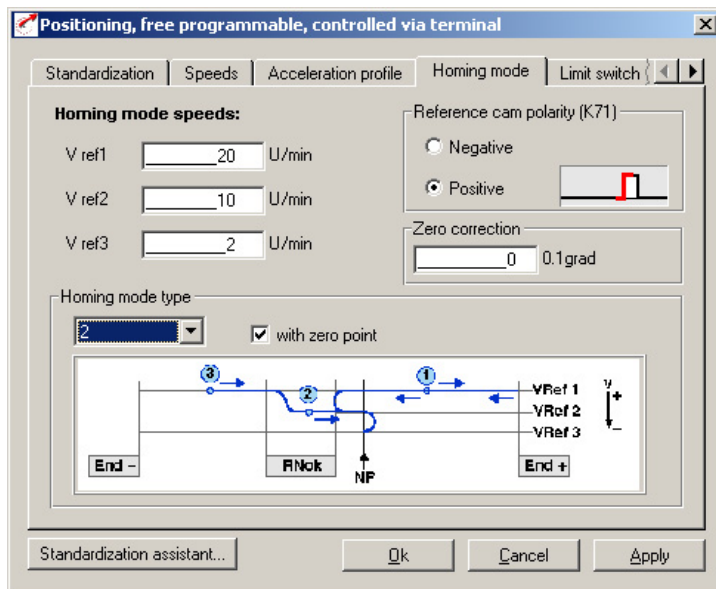 Positioning, free programmable, controlled via terminal
Standardization Speeds Acceleration profile Homing mode Limit switch
Homing mode speeds:
V ref1 20 U/min
V ref2 10 U/min
V ref3 2 U/min
Reference cam polarity (K71)
Negative
Positive
Zero correction
0 0.1grad
Homing mode type
2 with zero point
3 1
2
VRef 1
VRef 2
VRef 3
V
+
–
End –
RNok
NP
End +
Standardization assistant... Ok Cancel Apply